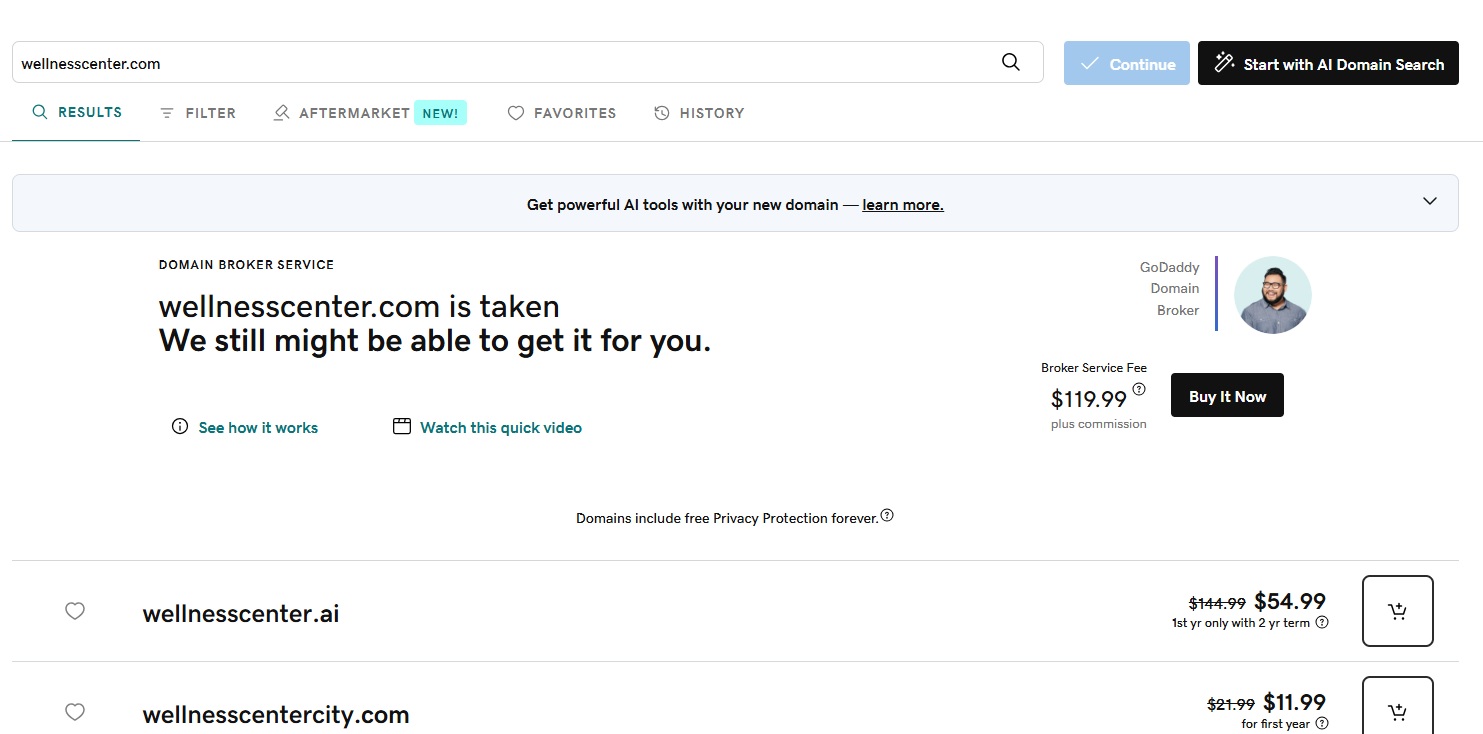 wellnesscenter.com
Continue
Start with AI Domain Search
RESULTS
FILTER
AFTERMARKET NEW!
FAVORITES
HISTORY
Get powerful AI tools with your new domain — learn more.
DOMAIN BROKER SERVICE
wellnesscenter.com is taken
We still might be able to get it for you.
See how it works
Watch this quick video
GoDaddy
Domain
Broker
Broker Service Fee
$119.99
plus commission
Buy It Now
Domains include free Privacy Protection forever.
wellnesscenter.ai
$144.99 $54.99
1st yr only with 2 yr term
wellnesscentercity.com
$21.99 $11.99
for first year